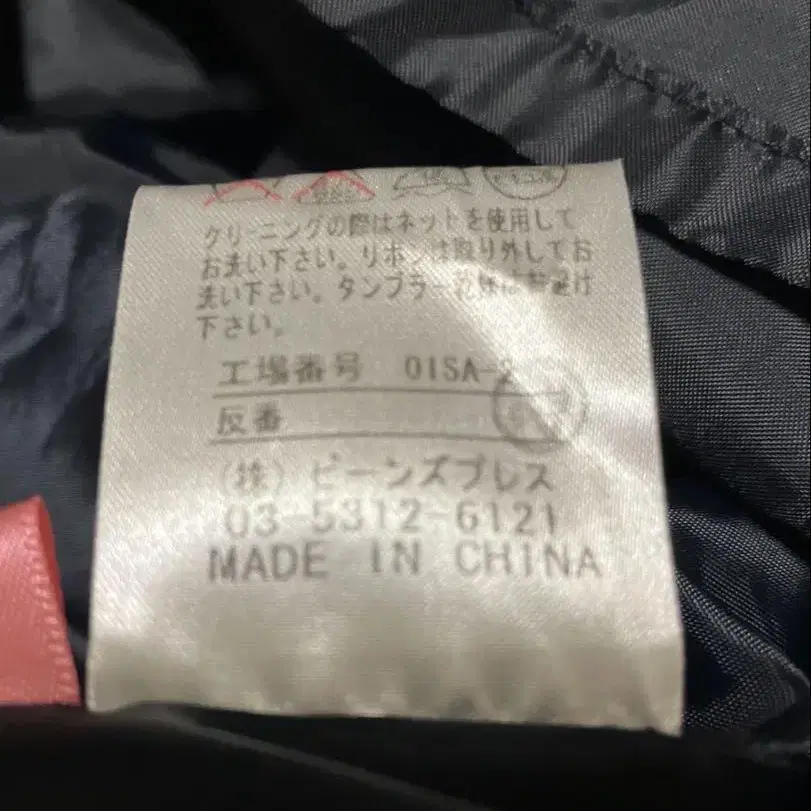 クリーニングの際はネットを使用して
お洗い下さい。リボンは取り外してお
洗い下さい。タンブラー乾燥はお避け
下さい。
工場番号 01SA-2
反番
(株) ビーンズプレス
03-5312-6121
MADE IN CHINA